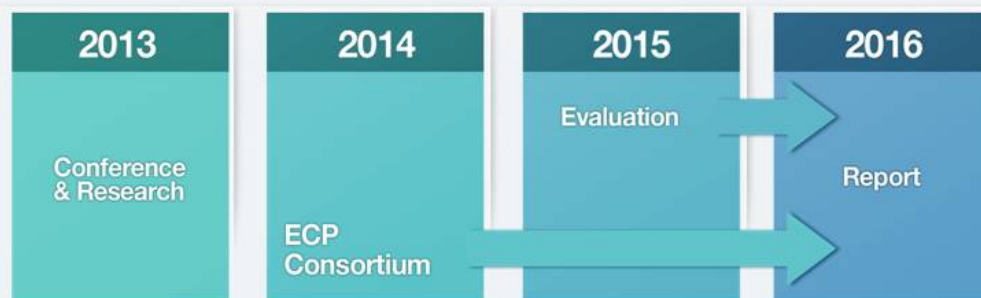 2013
2014
2015
2016
Conference
& Research
ECP
Consortium
Evaluation
Report